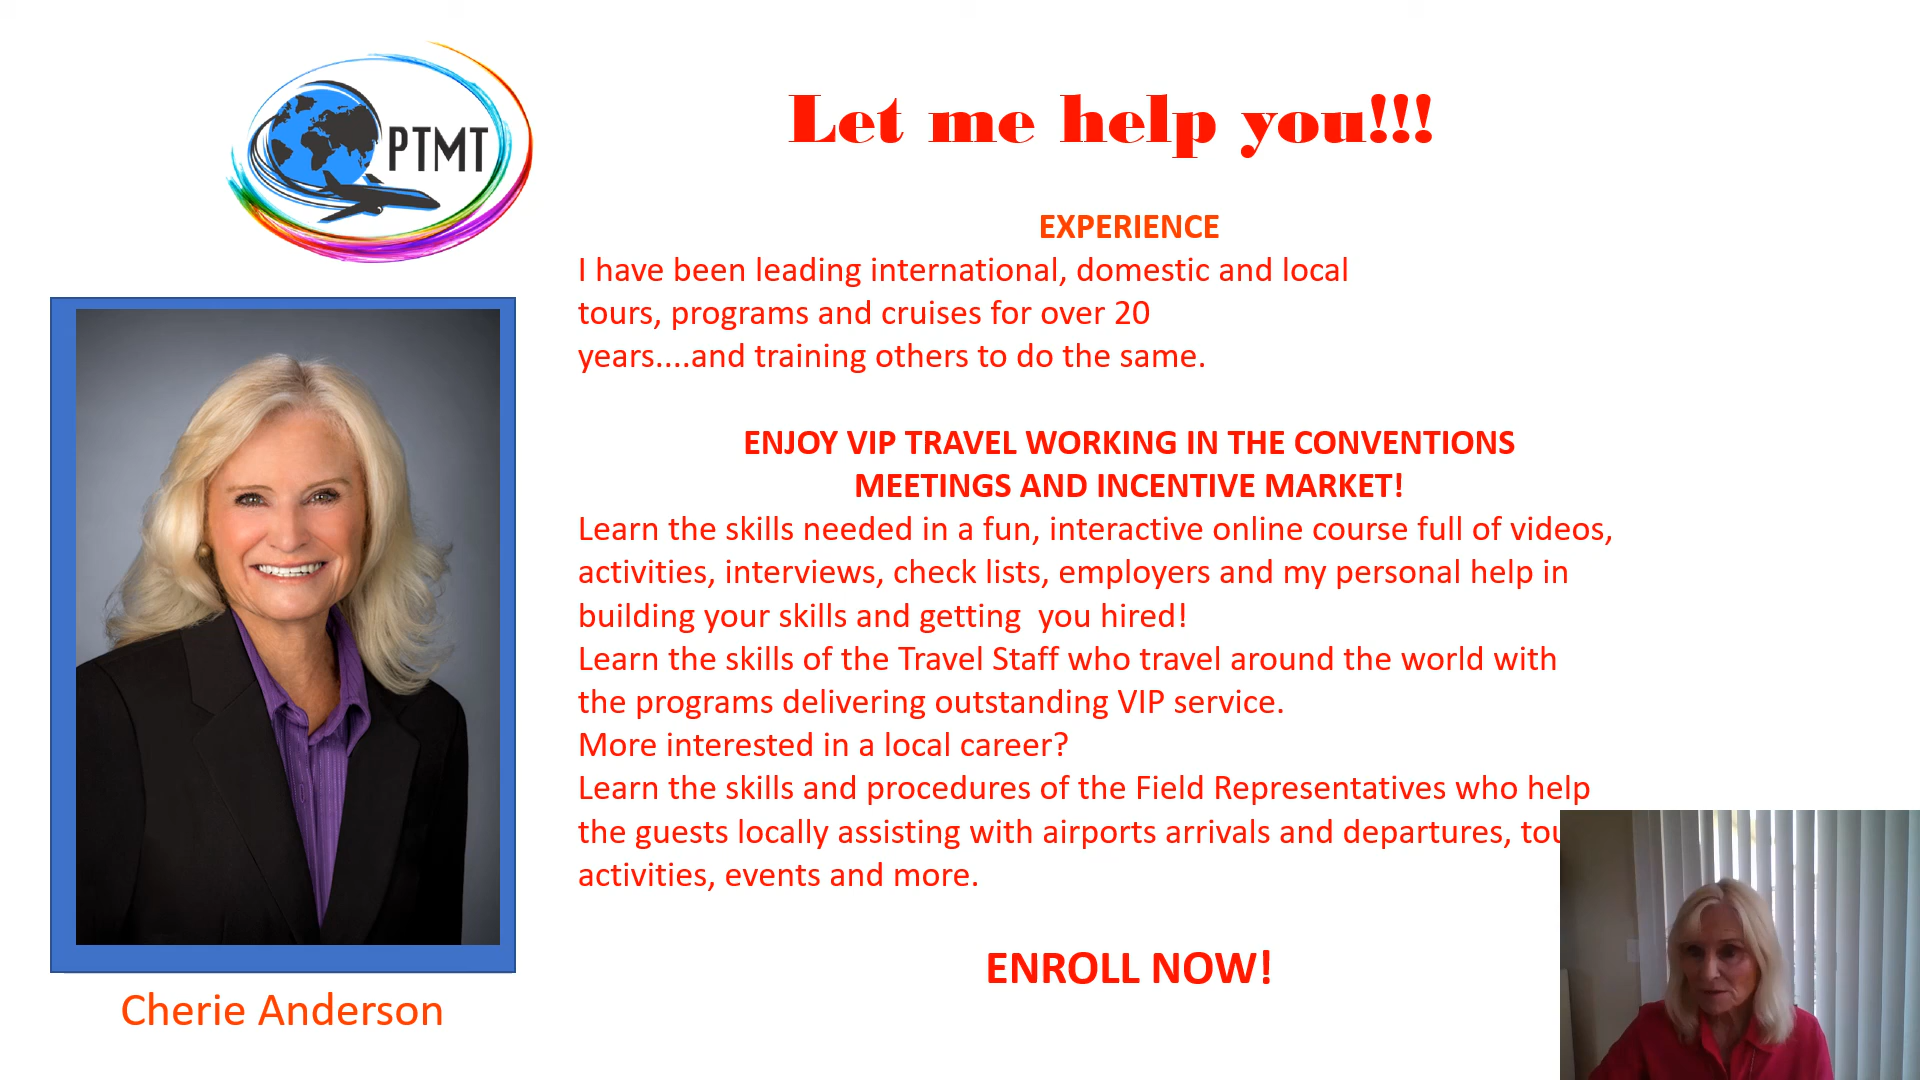 PTMT
Let me help you!!!
EXPERIENCE
I have been leading international, domestic and local
tours, programs and cruises for over 20
years....and training others to do the same.
ENJOY VIP TRAVEL WORKING IN THE CONVENTIONS
MEETINGS AND INCENTIVE MARKET!
Learn the skills needed in a fun, interactive online course full of videos,
activities, interviews, check lists, employers and my personal help in
building your skills and getting  you hired!
Learn the skills of the Travel Staff who travel around the world with
the programs delivering outstanding VIP service.
More interested in a local career?
Learn the skills and procedures of the Field Representatives who help
the guests locally assisting with airports arrivals and departures,
activities, events and more.
ENROLL NOW!
Cherie Anderson